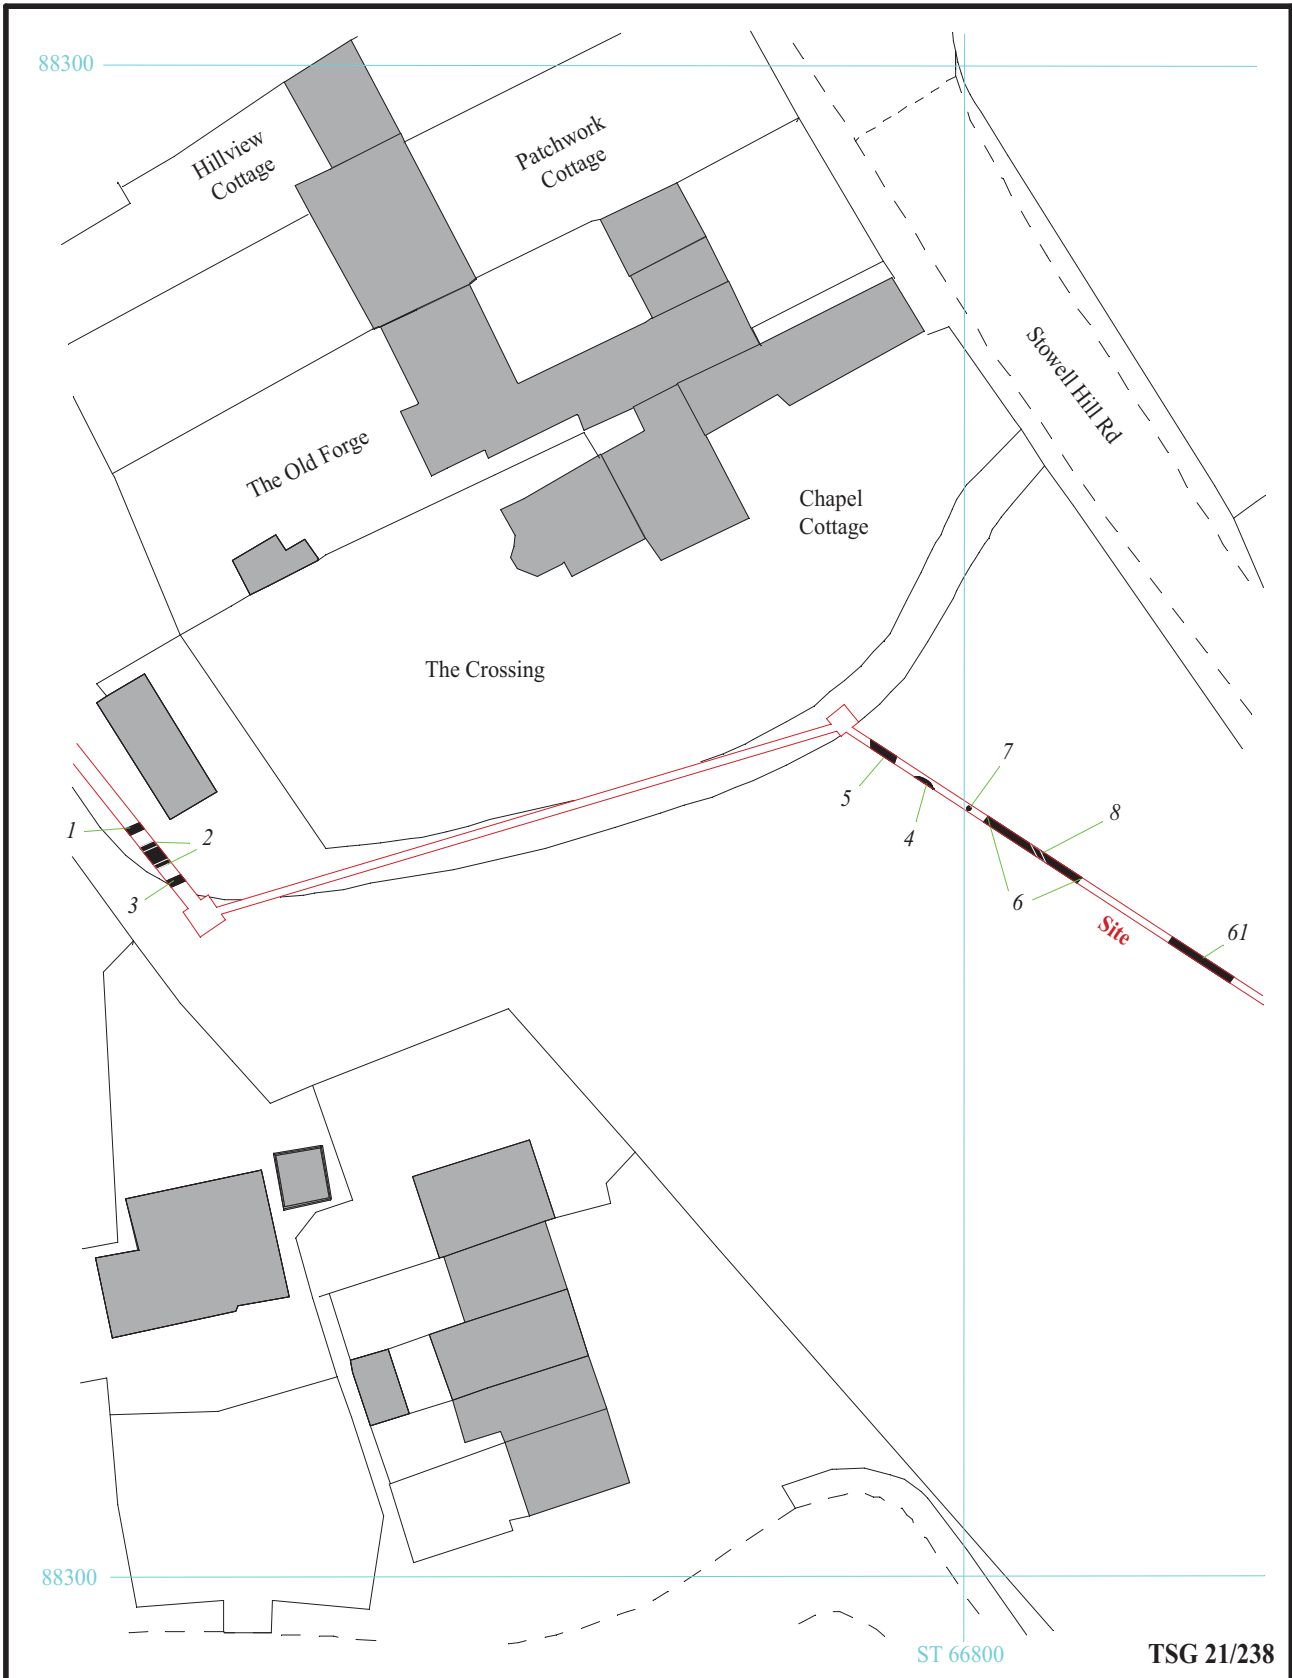 88300
Hillview
Cottage
Patchwork
Cottage
Stowell Hill Rd
The Old Forge
Chapel
Cottage
The Crossing
7
5
8
1
2
4
6
3
Site
61
88300
ST 66800
TSG 21/238